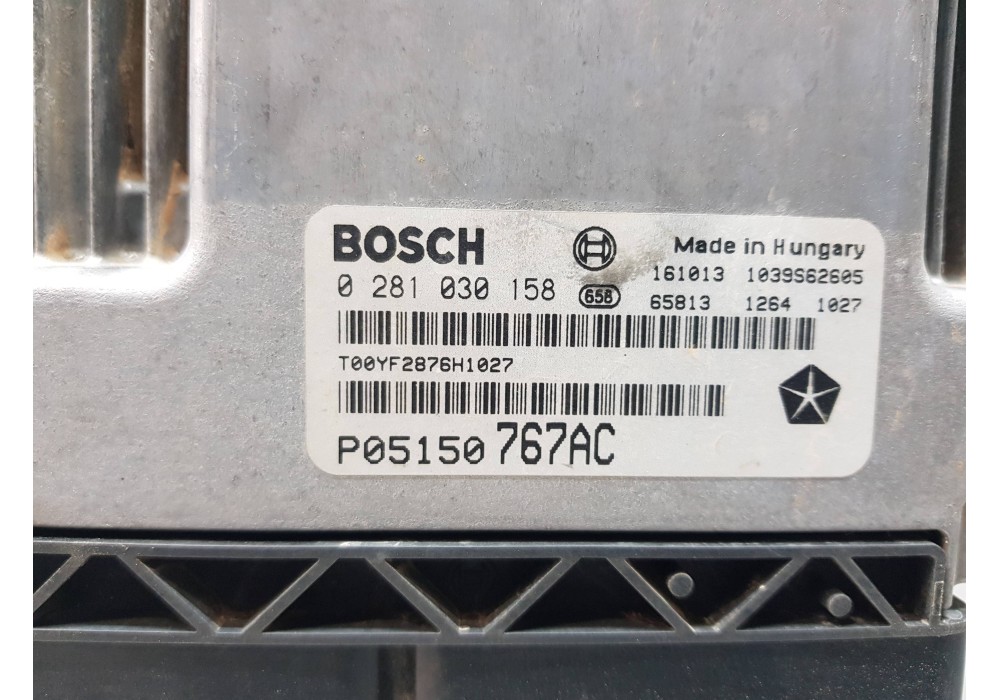 BOSCH
Made in Hungary
0 281 030 158
658
161013 1039S62605
65813 1264 1027
T00YF2876H1027
P05150 767AC